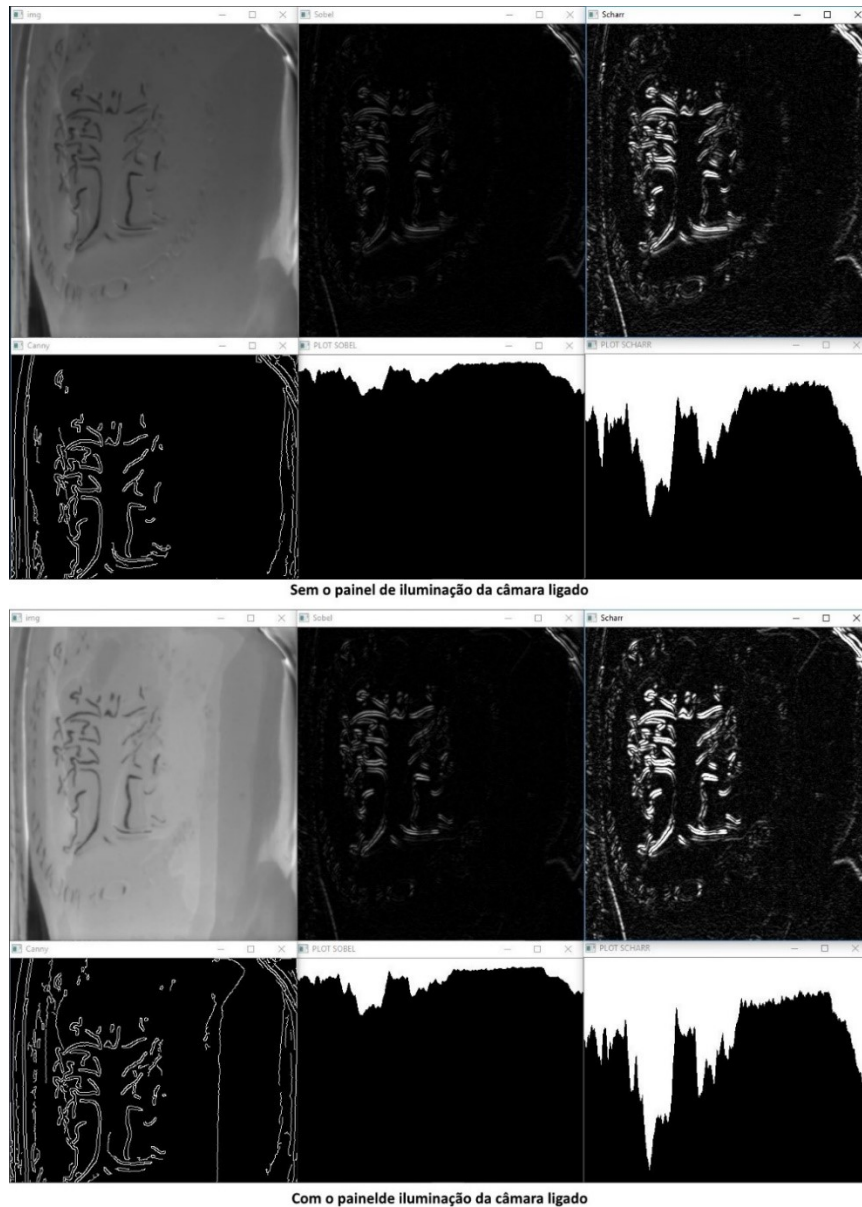 img
Sobel
Scharr
Canny
PLOT SOBEL
PLOT SCHARR
Sem o painel de iluminação da câmara ligado
img
Sobel
Scharr
Canny
PLOT SOBEL
PLOT SCHARR
Com o painelde iluminação da câmara ligado